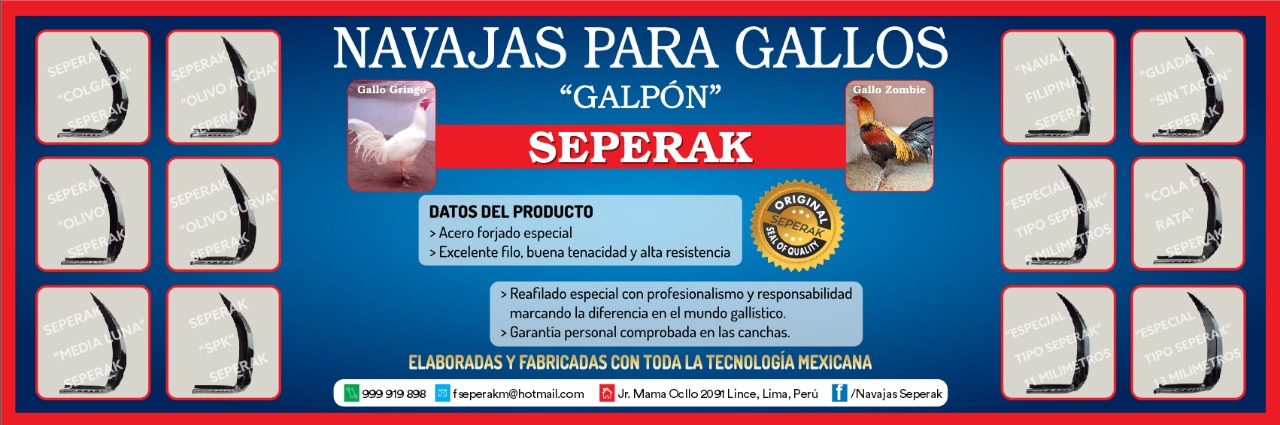 NAVAJAS PARA GALLOS
"GALPÓN"
SEPERAK
Gallo Gringo
Gallo Zombie
DATOS DEL PRODUCTO
> Acero forjado especial
> Excelente filo, buena tenacidad y alta resistencia
ORIGINAL
SEPERAK
SEAL OF QUALITY
> Reafilado especial con profesionalismo y responsabilidad
marcando la diferencia en el mundo gallístico.
> Garantía personal comprobada en las canchas.
ELABORADAS Y FABRICADAS CON TODA LA TECNOLOGÍA MEXICANA
999 919 898 fseperakm@hotmail.com Jr. Mama Ocllo 2091 Lince, Lima, Perú /Navajas Seperak
SEPERAK
"COLGADA"
SEPERAK
SEPERAK
"OLIVO ANCHA"
SEPERAK
SEPERAK
"OLIVO"
SEPERAK
SEPERAK
"OLIVO CURVA"
SEPERAK
SEPERAK
"MEDIA LUNA"
SEPERAK
SEPERAK
"SPK"
SEPERAK
"NAVAJA
FILIPINA"
SEPERAK
"GUADAÑA
"SIN TACÓN"
SEPERAK
"ESPECIAL
TIPO SEPERAK"
9 MILIMETROS
"COLA DE
RATA"
SEPERAK
"ESPECIAL
TIPO SEPERAK"
11 MILIMETROS
"ESPECIAL
TIPO SEPERAK"
13 MILIMETROS